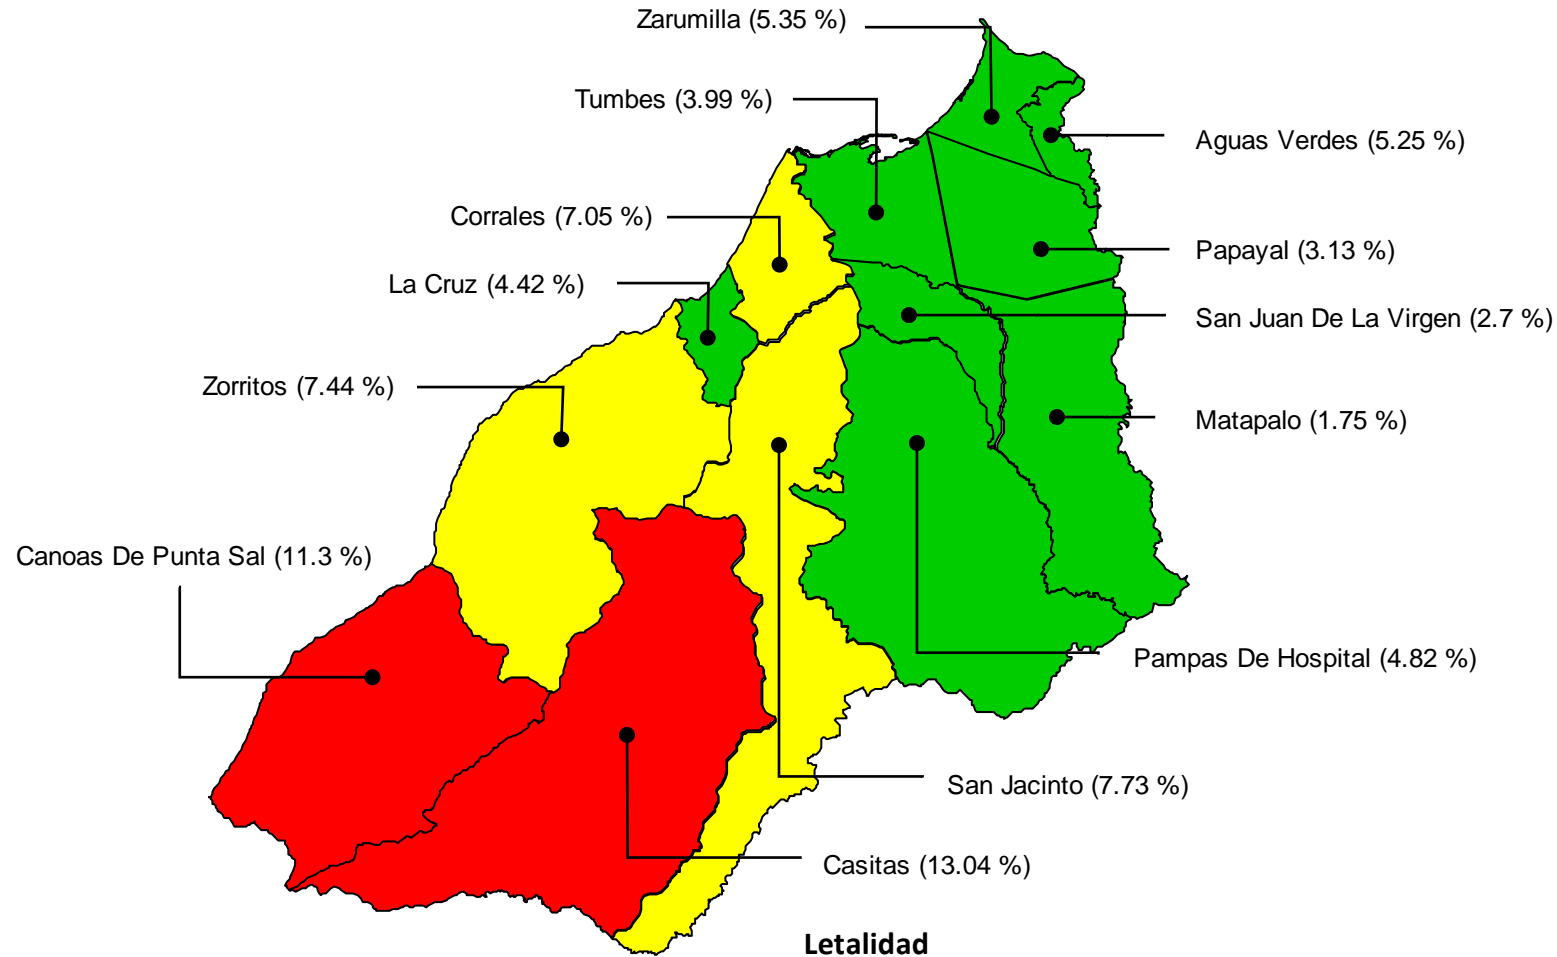 Zarumilla (5.35 %)
Tumbes (3.99 %)
Aguas Verdes (5.25 %)
Corrales (7.05 %)
Papayal (3.13 %)
La Cruz (4.42 %)
San Juan De La Virgen (2.7 %)
Zorritos (7.44 %)
Matapalo (1.75 %)
Canoas De Punta Sal (11.3 %)
Pampas De Hospital (4.82 %)
San Jacinto (7.73 %)
Casitas (13.04 %)
Letalidad